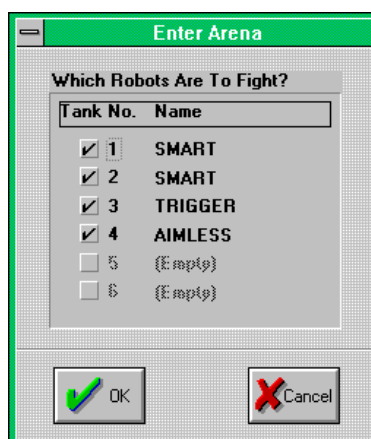 Enter Arena
Which Robots Are To Fight?
Tank No. Name
1 SMART
2 SMART
3 TRIGGER
4 AIMLESS
5 (Empty)
6 (Empty)
OK Cancel